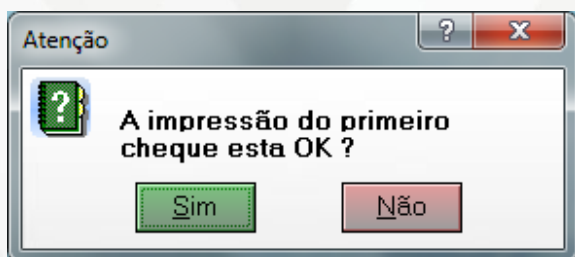 Atenção
A impressão do primeiro
cheque esta OK ?
Sim
Não